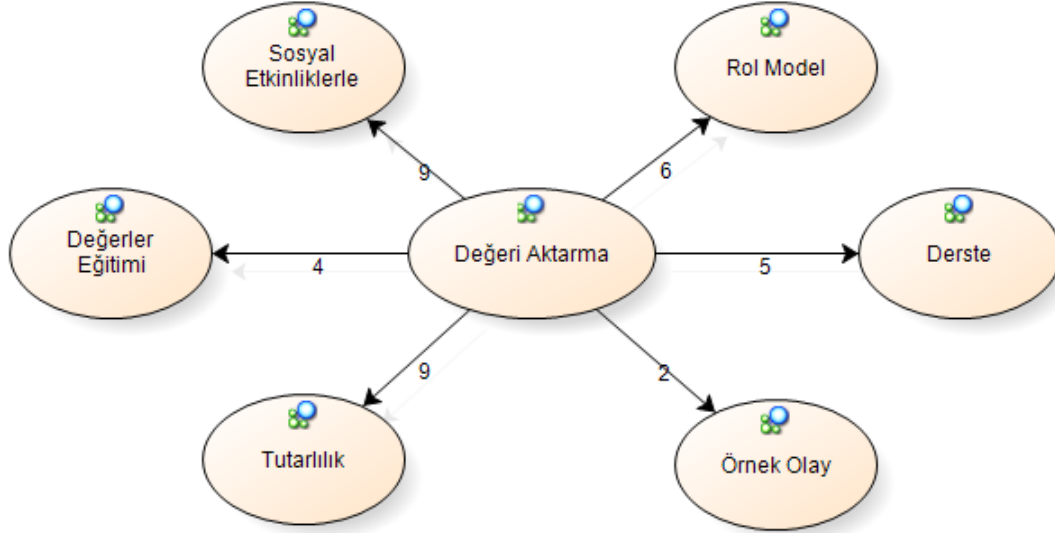 Sosyal
Etkinliklerle
Rol Model
9
6
Değerler
Eğitimi
4
Değeri Aktarma
5
Derste
9
2
Tutarlılık
Örnek Olay